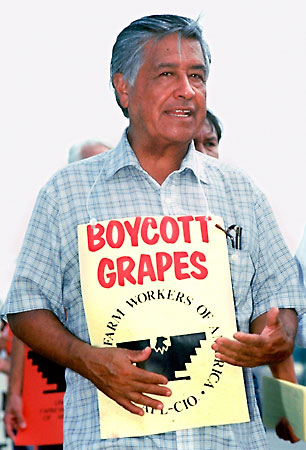 BOYCOTT
GRAPES
FARM WORKERS OF AMERICA
AFL-CIO